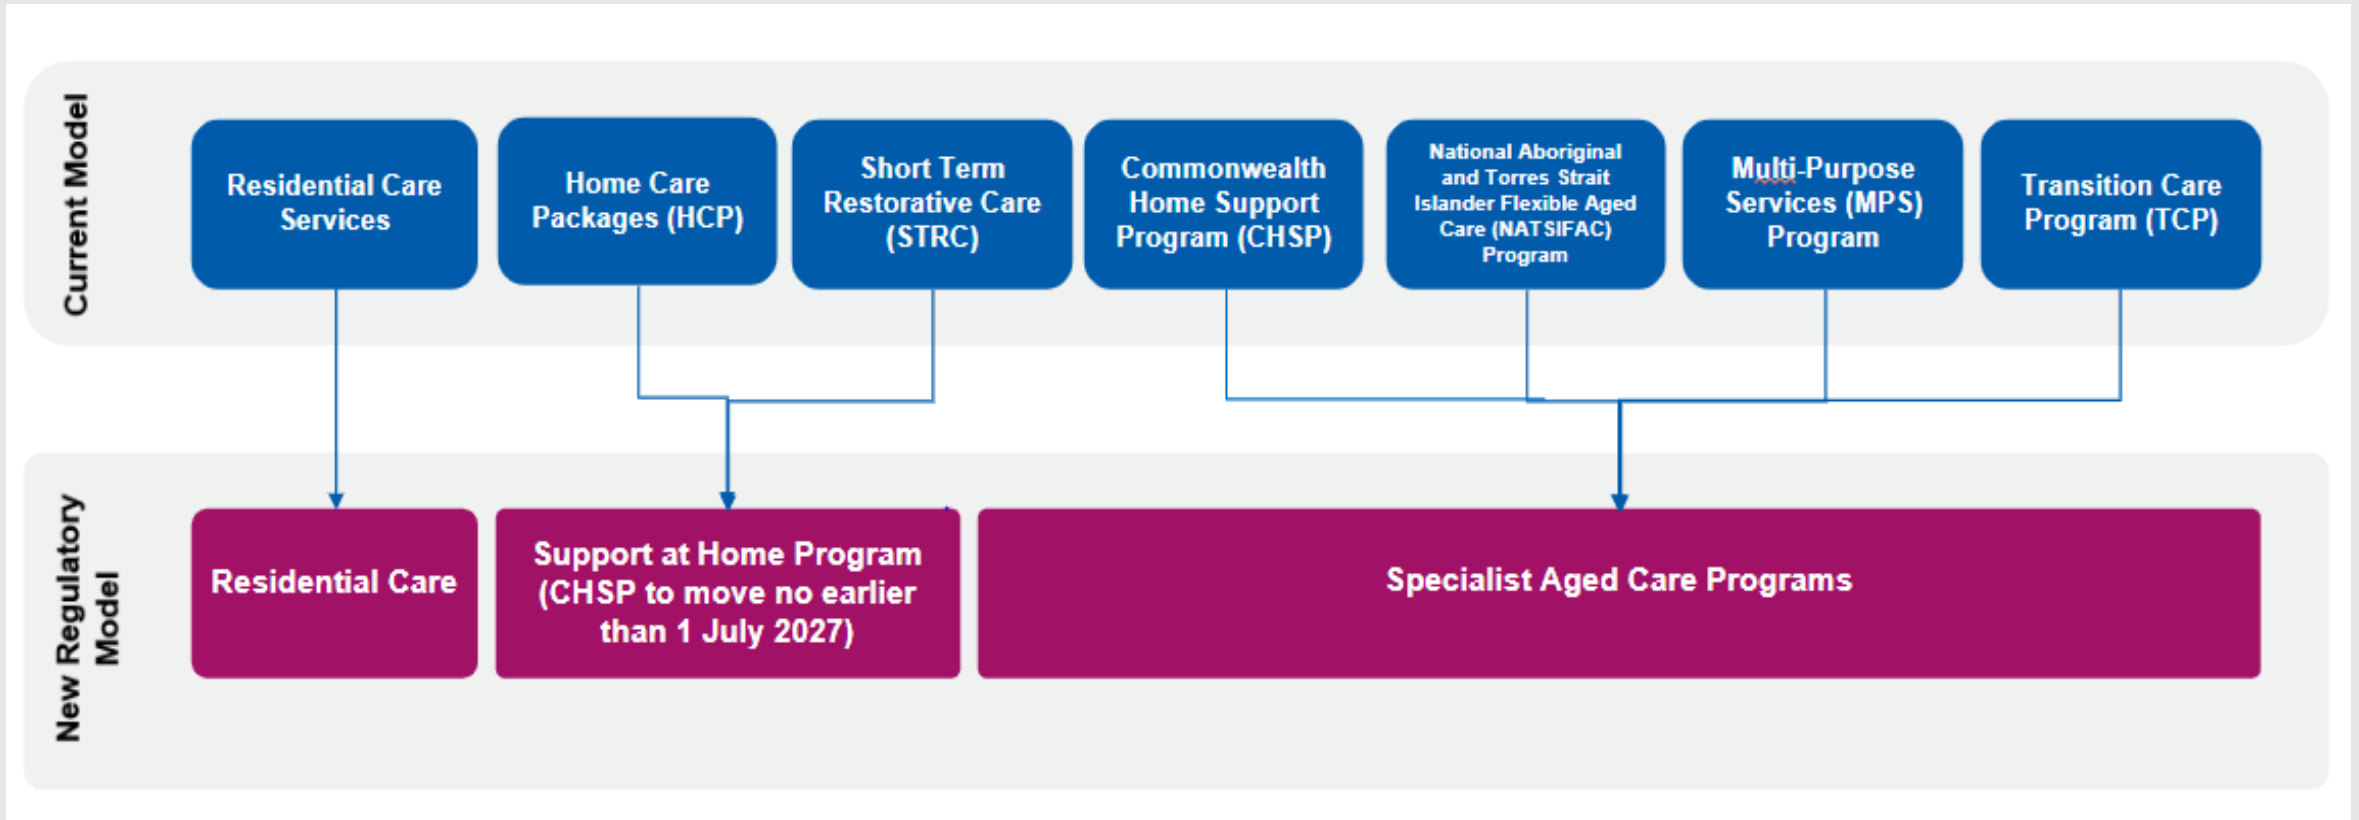 Current Model
Residential Care
Services
Home Care
Packages (HCP)
Short Term
Restorative Care
(STRC)
Commonwealth
Home Support
Program (CHSP)
National Aboriginal
and Torres Strait
Islander Flexible Aged
Care (NATSIFAC)
Program
Multi-Purpose
Services (MPS)
Program
Transition Care
Program (TCP)
New Regulatory
Model
Residential Care
Support at Home Program
(CHSP to move no earlier
than 1 July 2027)
Specialist Aged Care Programs